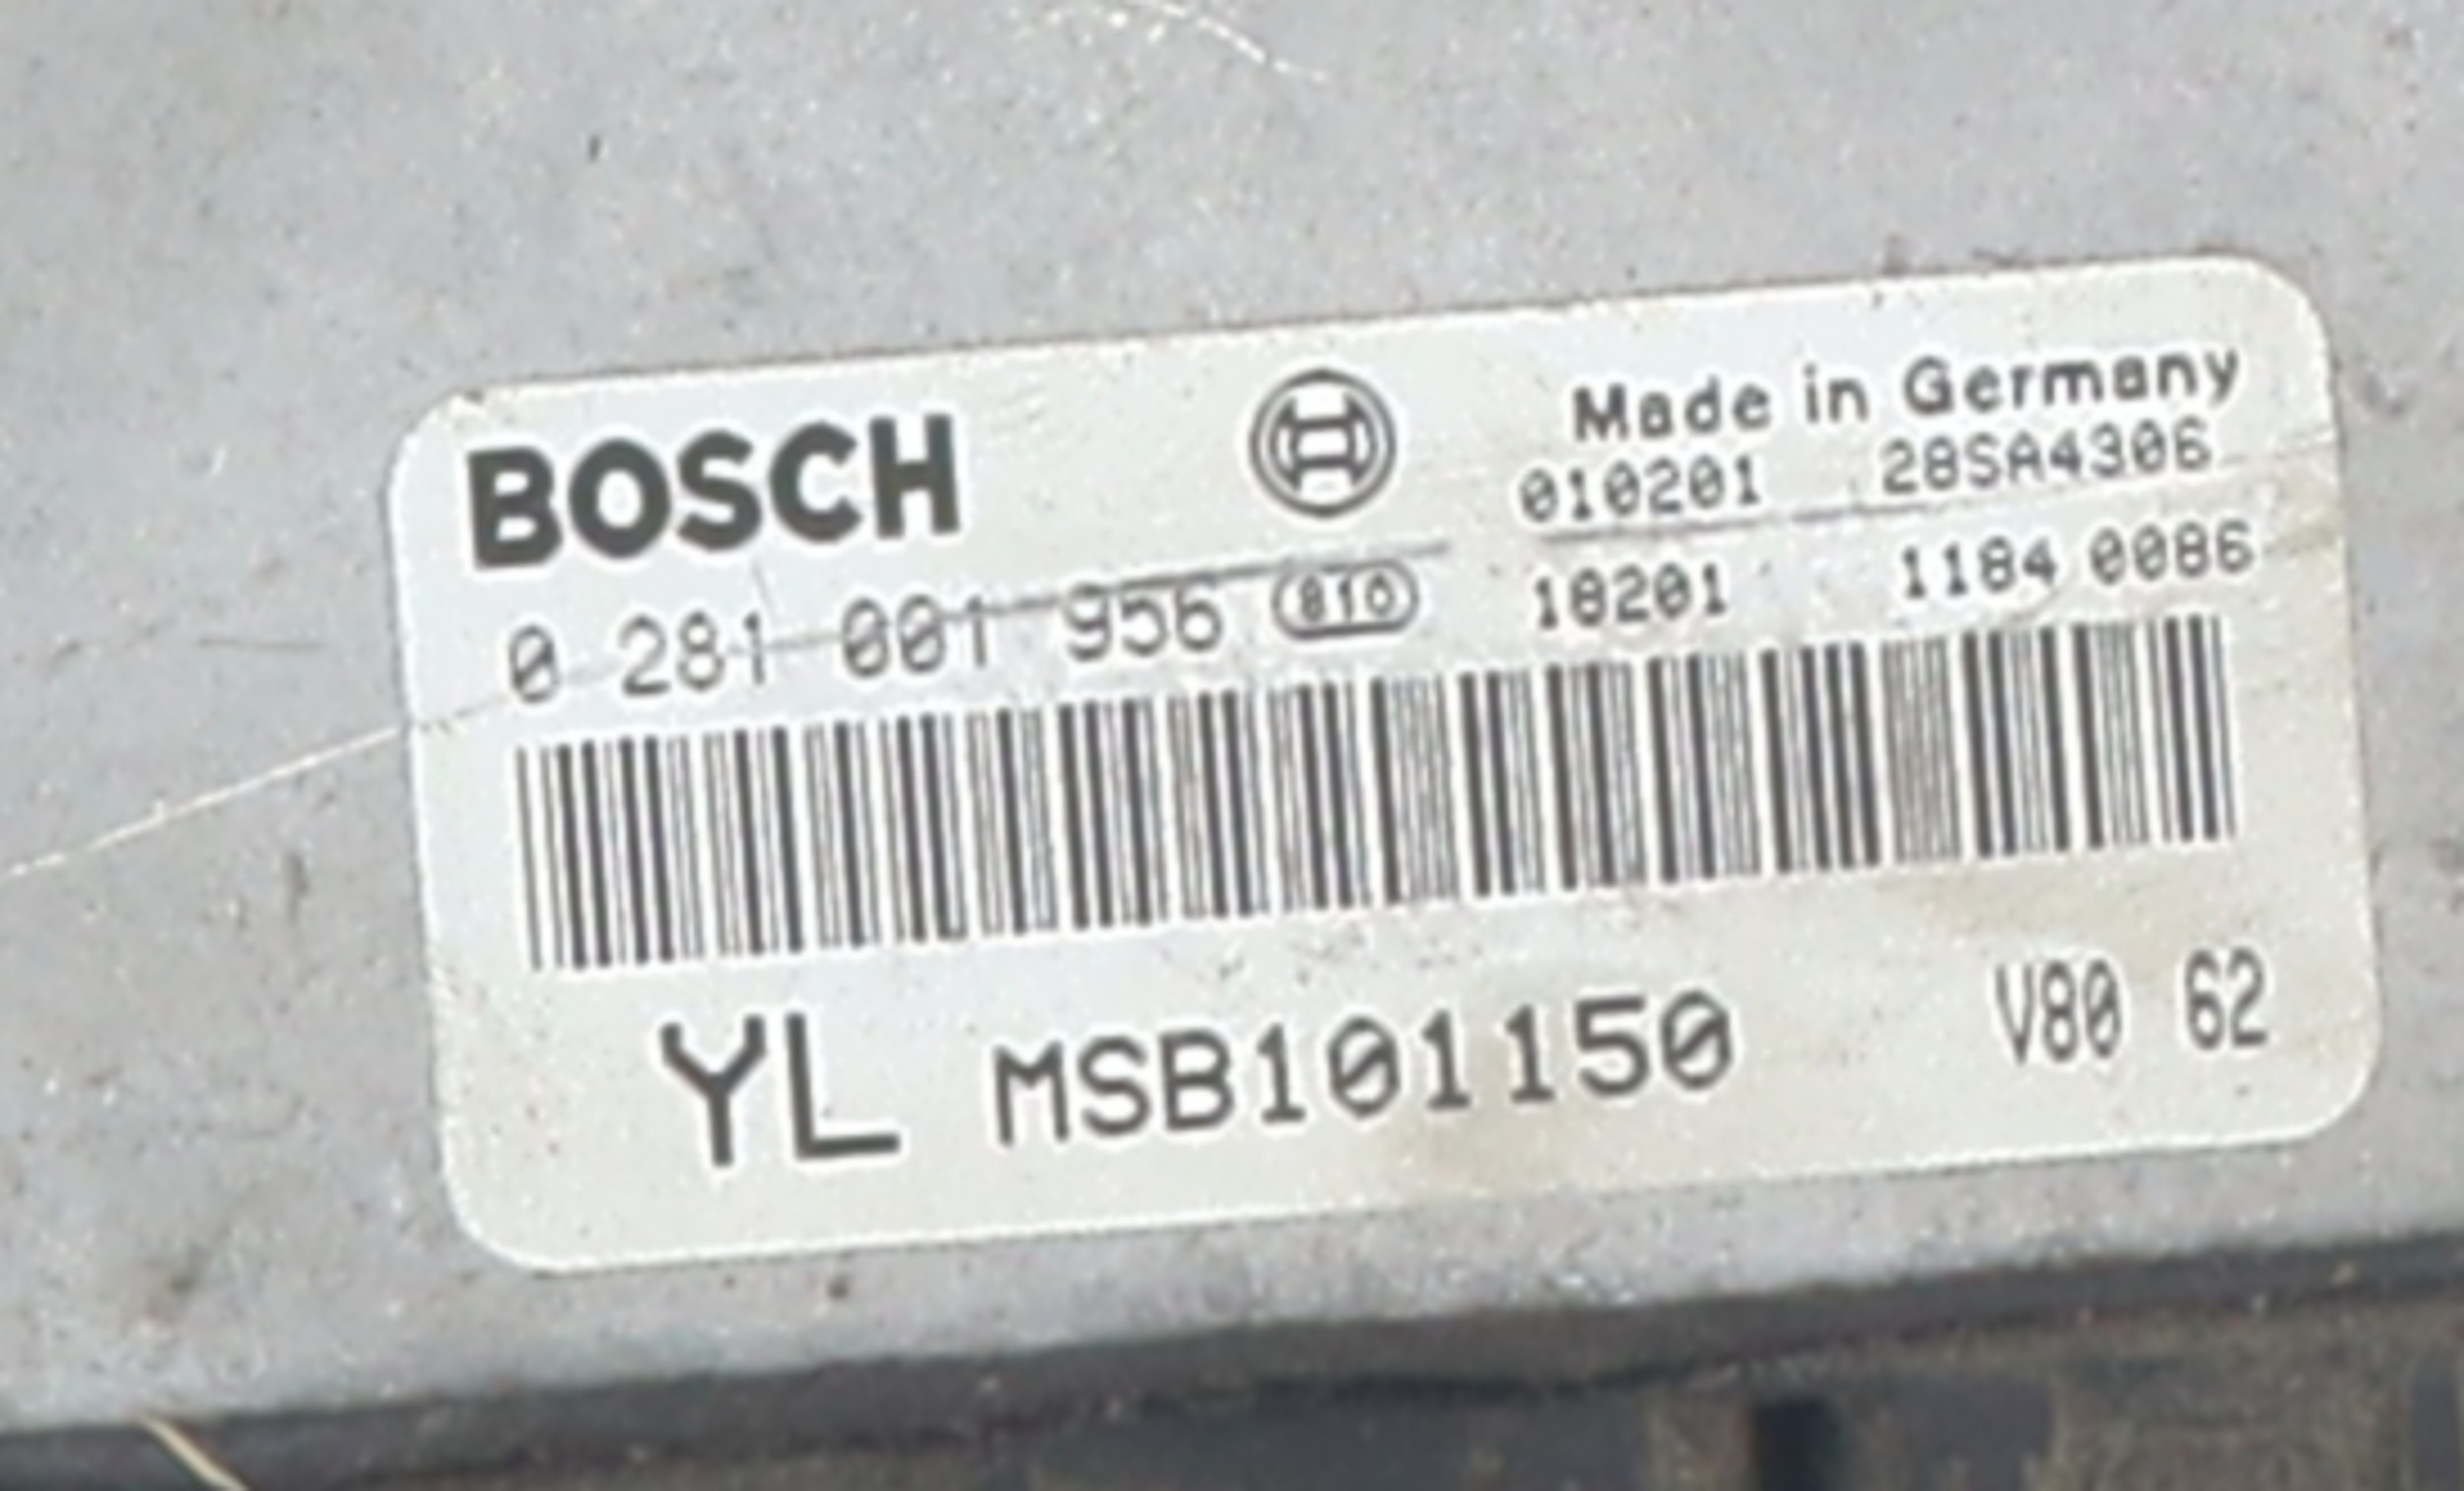 BOSCH
Made in Germany
010201 28SA4306
0 281 001 956 810 18201 1184 0086
YL MSB101150 V80 62